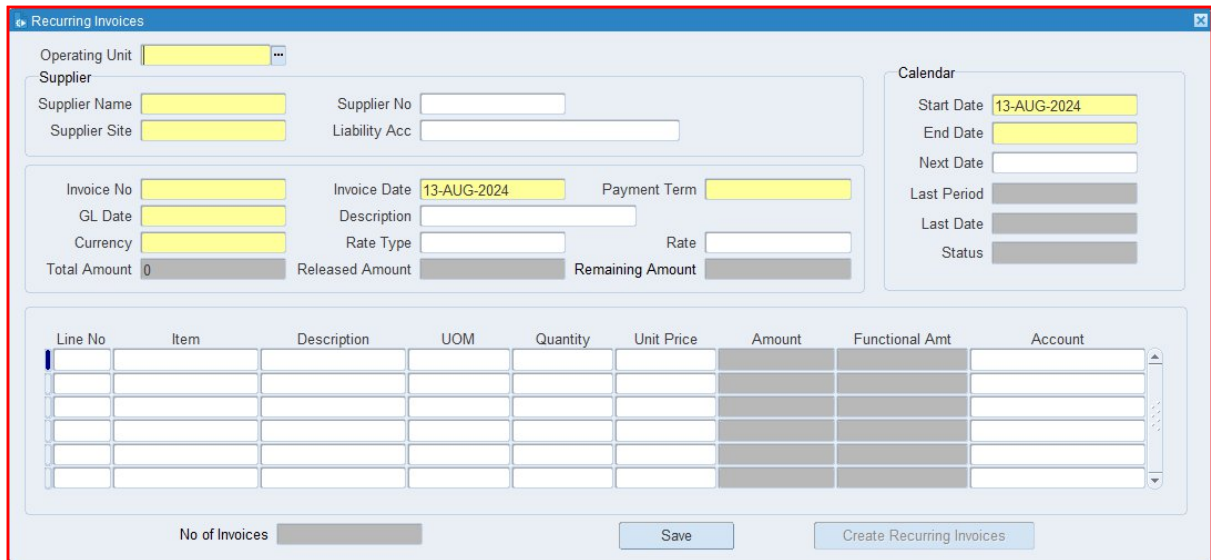 Recurring Invoices
Operating Unit
Supplier
Supplier Name Supplier No
Supplier Site Liability Acc
Calendar
Start Date 13-AUG-2024
End Date
Next Date
Last Period
Last Date
Status
Invoice No Invoice Date 13-AUG-2024 Payment Term
GL Date Description
Currency Rate Type Rate
Total Amount 0 Released Amount Remaining Amount
Line No Item Description UOM Quantity Unit Price Amount Functional Amt Account
No of Invoices Save Create Recurring Invoices